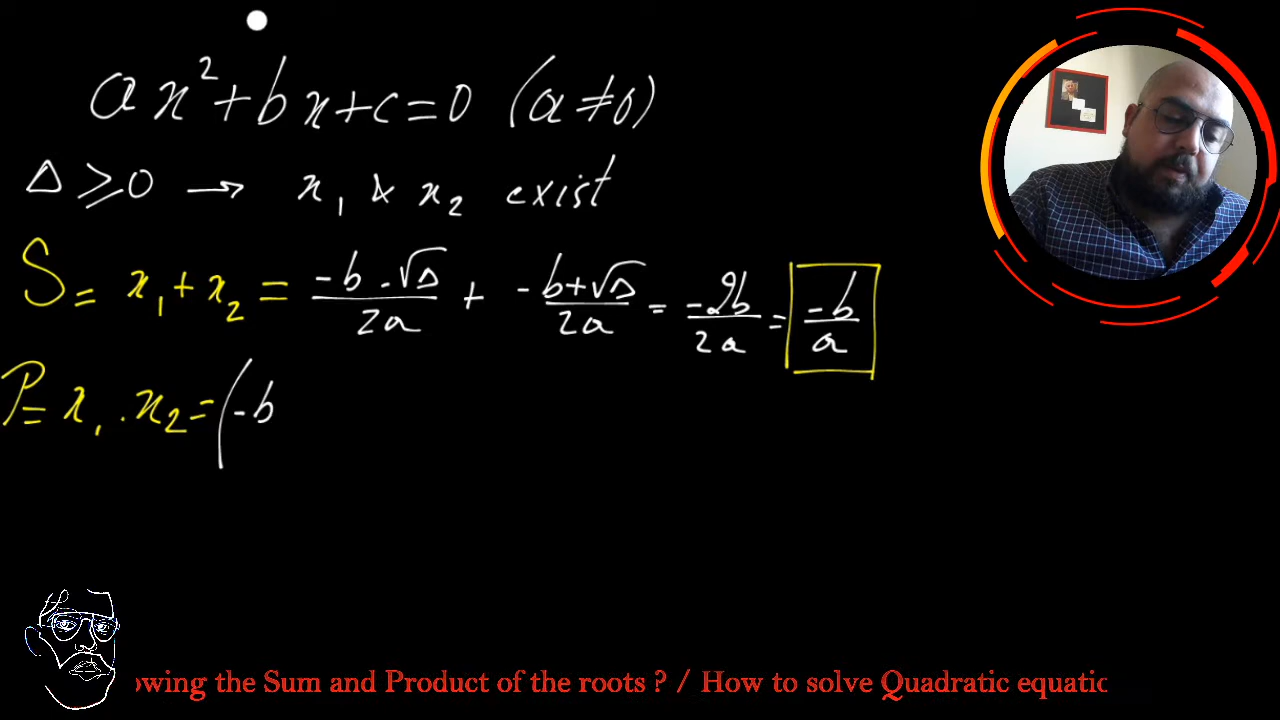 ax²+bx+c=0 (a≠0)
Δ⩾0 → x₁ & x₂ exist
S= x₁+x₂ = (-b-√Δ)/2a + (-b+√Δ)/2a = -2b/2a = -b/a
P= x₁.x₂=(-b
owing the Sum and Product of the roots ? / How to solve Quadratic